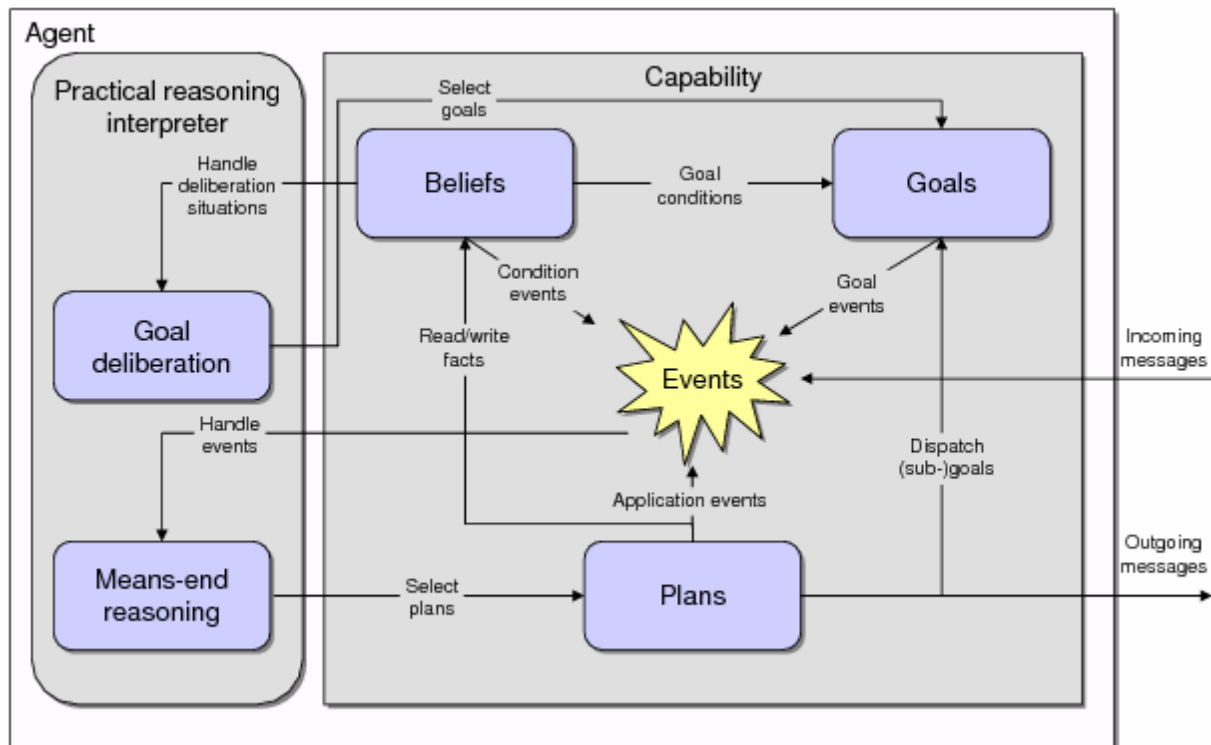 Agent
Practical reasoning
interpreter
Capability
Select
goals
Handle
deliberation
situations
Beliefs
Goal
conditions
Goals
Condition
events
Goal
events
Goal
deliberation
Read/write
facts
Events
Incoming
messages
Handle
events
Dispatch
(sub-)goals
Application events
Means-end
reasoning
Select
plans
Plans
Outgoing
messages